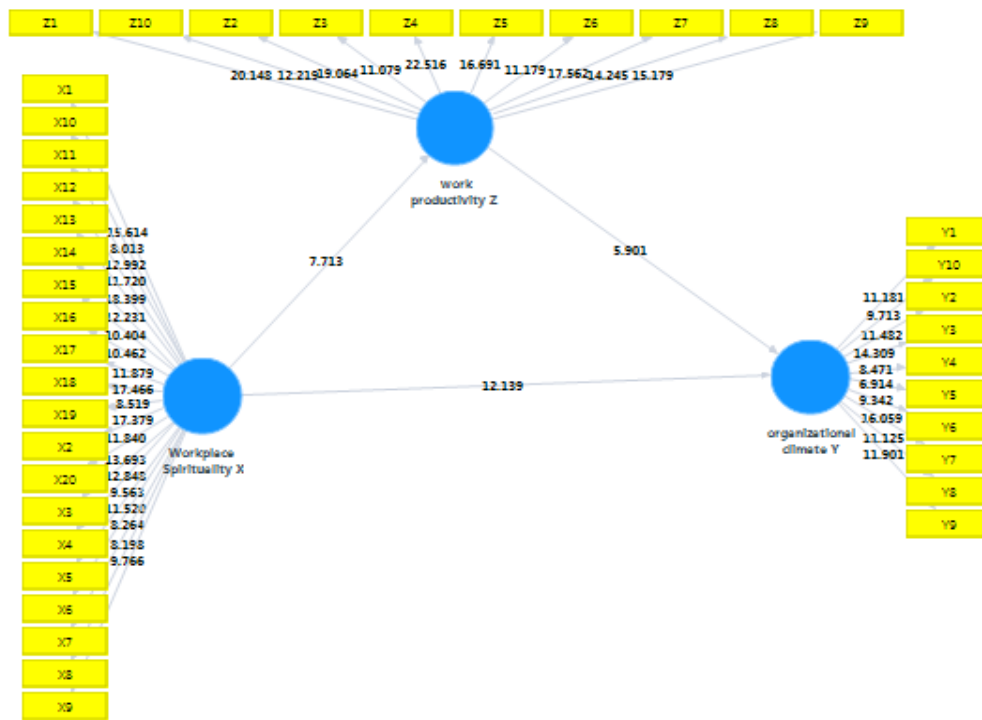 Z1 Z10 Z2 Z3 Z4 Z5 Z6 Z7 Z8 Z9
20.148 12.219 19.064 11.079 22.516 16.691 11.179 17.562 14.245 15.179
work
productivity Z
X1
X10
X11
X12
X13
X14
X15
X16
X17
X18
X19
X2
X20
X3
X4
X5
X6
X7
X8
X9
15.614
8.013
12.992
11.720
18.399
12.231
10.404
10.462
11.879
17.466
8.519
17.379
11.840
13.693
12.848
9.563
11.520
8.264
8.198
9.766
Workplace
Spirituality X
7.713
5.901
12.139
organizational
climate Y
11.181
9.713
11.482
14.309
8.471
6.914
9.342
16.059
11.125
11.901
Y1
Y10
Y2
Y3
Y4
Y5
Y6
Y7
Y8
Y9